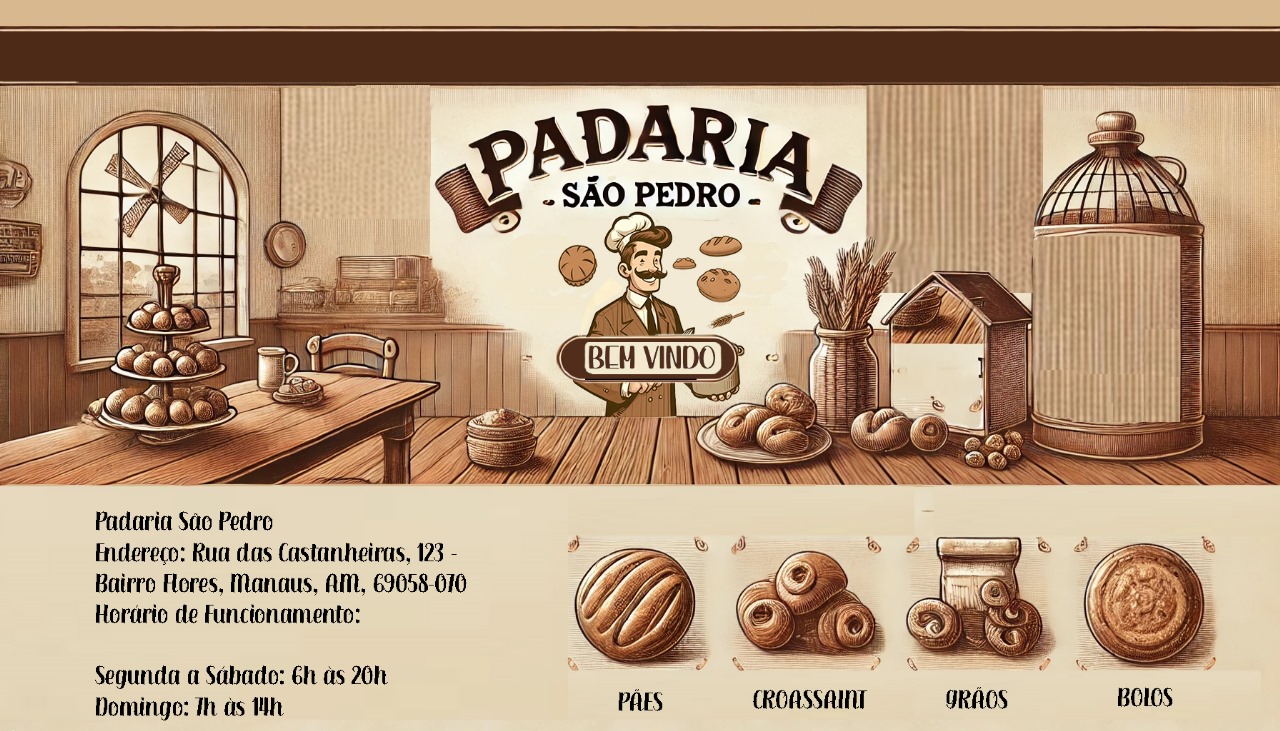 PADARIA
SÃO PEDRO
BEM VINDO
Padaria São Pedro
Endereço: Rua das Castanheiras, 123 -
Bairro Flores, Manaus, AM, 69058-070
Horário de Funcionamento:
Segunda a Sábado: 6h às 20h
Domingo: 7h às 14h
PÃES
CROASSAINT
GRÃOS
BOLOS